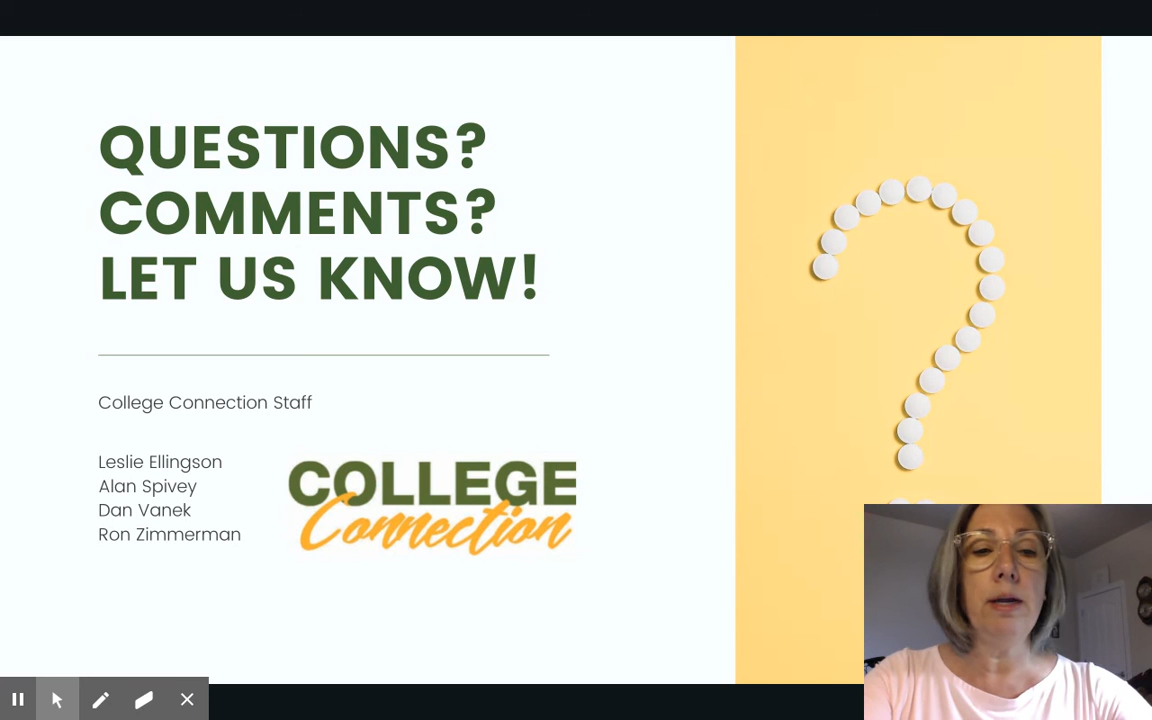 QUESTIONS?
COMMENTS?
LET US KNOW!
College Connection Staff
Leslie Ellingson
Alan Spivey
Dan Vanek
Ron Zimmerman
COLLEGE
Connection